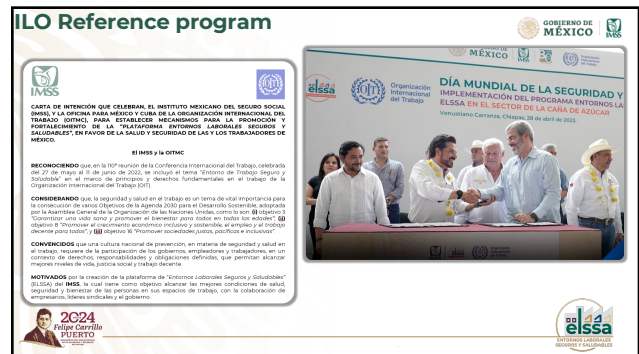 ILO Reference program
GOBIERNO DE
MÉXICO
IMSS
IMSS
CARTA DE INTENCIÓN QUE CELEBRAN, EL INSTITUTO MEXICANO DEL SEGURO SOCIAL
(IMSS), Y LA OFICINA PARA MÉXICO Y CUBA DE LA ORGANIZACIÓN INTERNACIONAL DEL
TRABAJO (OITMC), PARA ESTABLECER MECANISMOS PARA LA PROMOCIÓN Y
FORTALECIMIENTO DE LA "PLATAFORMA ENTORNOS LABORALES SEGUROS Y
SALUDABLES", EN FAVOR DE LA SALUD Y SEGURIDAD DE LAS Y LOS TRABAJADORES DE
MÉXICO.
El IMSS y la OITMC
RECONOCIENDO que, en la 110ª reunión de la Conferencia Internacional del Trabajo, celebrada
del 27 de mayo al 11 de junio de 2022, se incluyó el tema "Entorno de Trabajo Seguro y
Saludable" en el marco de principios y derechos fundamentales en el trabajo de la
Organización Internacional del Trabajo (OIT)
CONSIDERANDO que, la seguridad y salud en el trabajo es un tema de vital importancia para
la consecución de varios Objetivos de la Agenda 2030 para el Desarrollo Sostenible, adoptada
por la Asamblea General de la Organización de las Naciones Unidas, como lo son: (i) objetivo 3
"Garantizar una vida sana y promover el bienestar para todos en todas las edades", (ii)
objetivo 8 "Promover el crecimiento económico inclusivo y sostenible, el empleo y el trabajo
decente para todos", y (iii) objetivo 16 "Promover sociedades justas, pacíficas e inclusivas"
CONVENCIDOS que una cultura nacional de prevención, en materia de seguridad y salud en
el trabajo, requiere de la participación de los gobiernos, empleadores y trabajadores, en un
contexto de derechos, responsabilidades y obligaciones definidas, que permitan alcanzar
mejores niveles de vida, justicia social y trabajo decente.
MOTIVADOS por la creación de la plataforma de "Entornos Laborales Seguros y Saludables"
(ELSSA) del IMSS, la cual tiene como objetivo alcanzar las mejores condiciones de salud,
seguridad y bienestar de las personas en sus espacios de trabajo, con la colaboración de
empresarios, líderes sindicales y el gobierno.
MÉXICO
IMSS
elssa
Organización
Internacional
del Trabajo
DÍA MUNDIAL DE LA SEGURIDAD Y
IMPLEMENTACIÓN DEL PROGRAMA ENTORNOS LA
ELSSA EN EL SECTOR DE LA CAÑA DE AZÚCAR
Venustiano Carranza, Chiapas, 28 de abril de 2023.
2024
Felipe Carrillo
PUERTO
elssa
ENTORNOS LABORALES
SEGUROS Y SALUDABLES